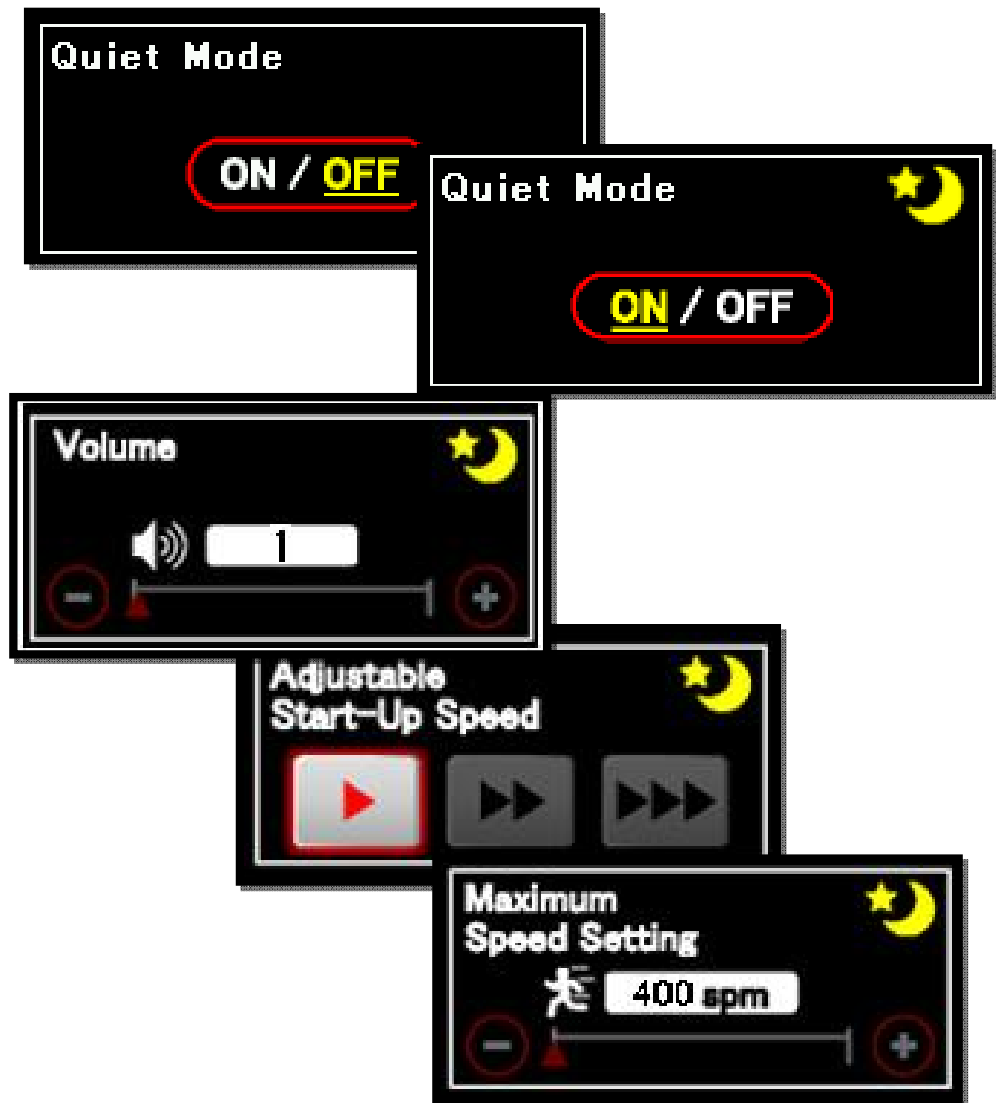 Quiet Mode
ON / OFF
Quiet Mode
ON / OFF
Volume
1
Adjustable
Start-Up Speed
Maximum
Speed Setting
400 spm